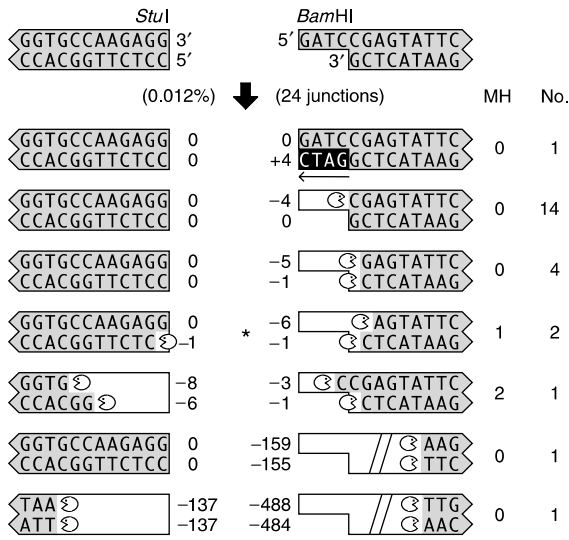 StuI BamHI
GGTGCCAAGAGG 3′ 5′ GATCCGAGTATTC
CCACGGTTCTCC 5′ 3′ GCTCATAAG
(0.012%) (24 junctions) MH No.
GGTGCCAAGAGG 0 0 GATCCGAGTATTC
CCACGGTTCTCC 0 +4 CTAGGCTCATAAG 0 1
GGTGCCAAGAGG 0 −4 CGAGTATTC
CCACGGTTCTCC 0 0 GCTCATAAG 0 14
GGTGCCAAGAGG 0 −5 GAGTATTC
CCACGGTTCTCC 0 −1 CTCATAAG 0 4
GGTGCCAAGAGG 0 −6 AGTATTC
CCACGGTTCTC −1 * −1 CTCATAAG 1 2
GGTG −8 −3 CCGAGTATTC
CCACGG −6 −1 CTCATAAG 2 1
GGTGCCAAGAGG 0 −159 AAG
CCACGGTTCTCC 0 −155 TTC 0 1
TAA −137 −488 TTG
ATT −137 −484 AAC 0 1